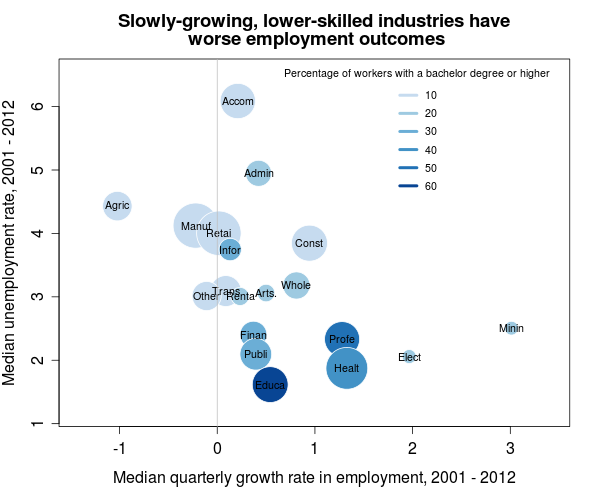 Slowly-growing, lower-skilled industries have
worse employment outcomes
Percentage of workers with a bachelor degree or higher
10
20
30
40
50
60
Median unemployment rate, 2001 - 2012
6
5
4
3
2
1
Accom
Admin
Agric
Manuf
Retai
Infor
Const
Trans
Other
Renta
Arts.
Whole
Finan
Publi
Educa
Profe
Healt
Elect
Minin
-1
0
1
2
3
Median quarterly growth rate in employment, 2001 - 2012